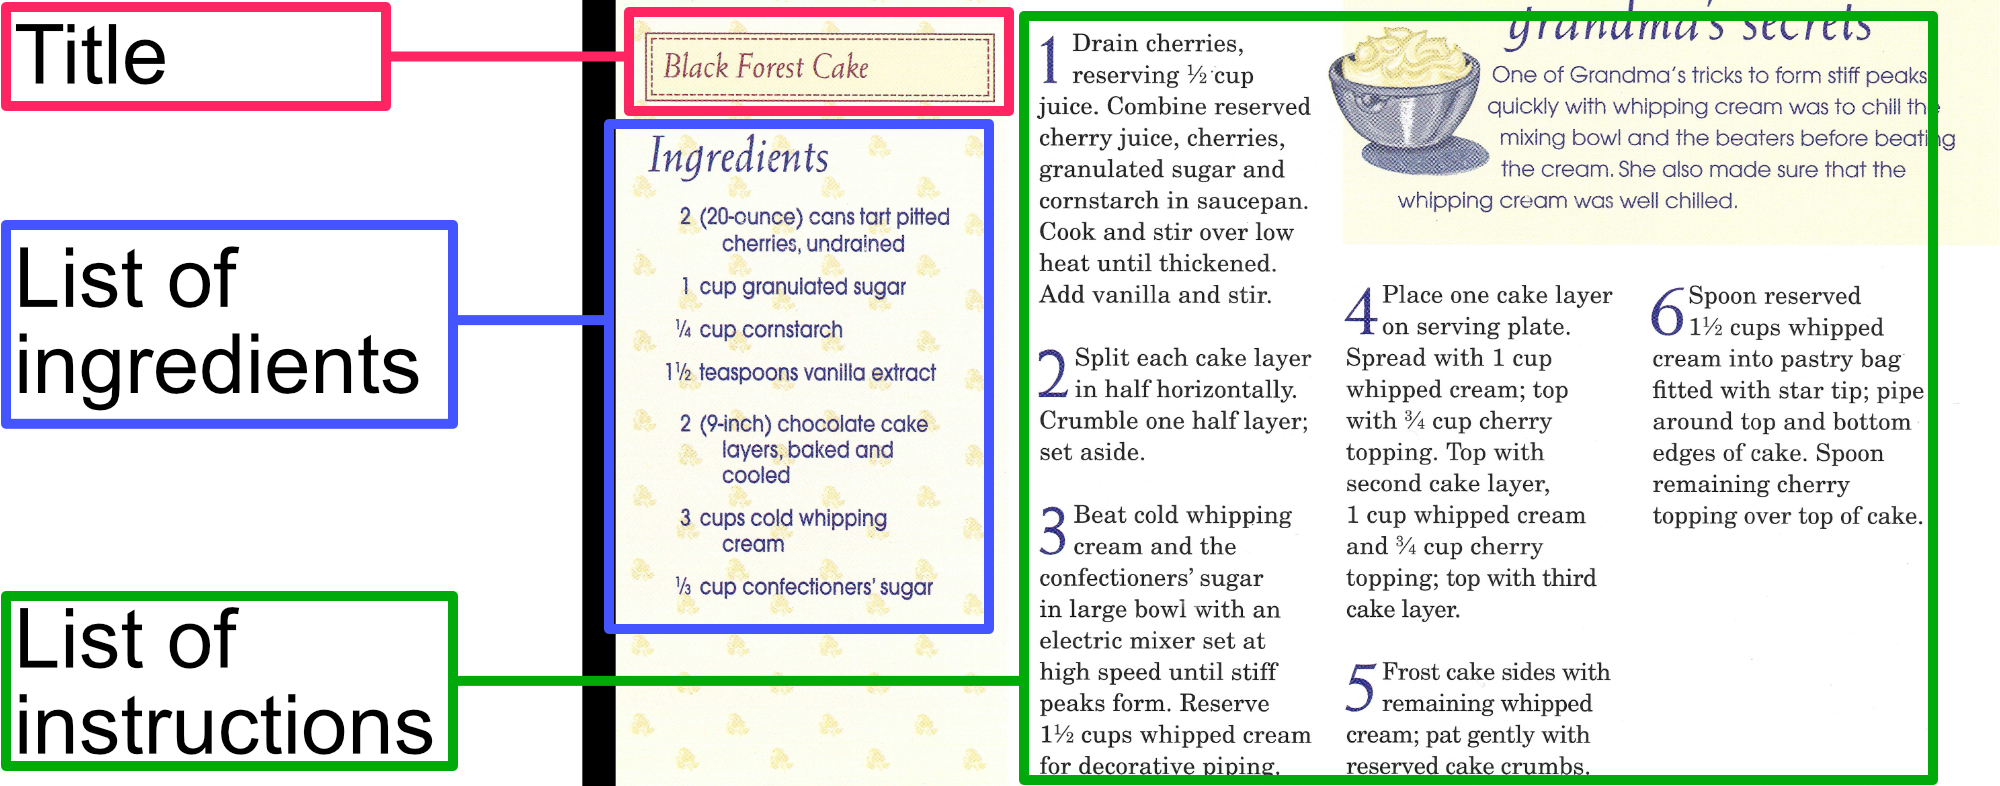 Title
List of
ingredients
List of
instructions
Black Forest Cake
Ingredients
2 (20-ounce) cans tart pitted
cherries, undrained
1 cup granulated sugar
¼ cup cornstarch
1½ teaspoons vanilla extract
2 (9-inch) chocolate cake
layers, baked and
cooled
3 cups cold whipping
cream
⅓ cup confectioners' sugar
1 Drain cherries,
reserving ½ cup
juice. Combine reserved
cherry juice, cherries,
granulated sugar and
cornstarch in saucepan.
Cook and stir over low
heat until thickened.
Add vanilla and stir.
2 Split each cake layer
in half horizontally.
Crumble one half layer;
set aside.
3 Beat cold whipping
cream and the
confectioners' sugar
in large bowl with an
electric mixer set at
high speed until stiff
peaks form. Reserve
1½ cups whipped cream
for decorative piping.
grandma's secrets
One of Grandma's tricks to form stiff peaks
quickly with whipping cream was to chill the
mixing bowl and the beaters before beating
the cream. She also made sure that the
whipping cream was well chilled.
4 Place one cake layer
on serving plate.
Spread with 1 cup
whipped cream; top
with ¾ cup cherry
topping. Top with
second cake layer,
1 cup whipped cream
and ¾ cup cherry
topping; top with third
cake layer.
5 Frost cake sides with
remaining whipped
cream; pat gently with
reserved cake crumbs.
6 Spoon reserved
1½ cups whipped
cream into pastry bag
fitted with star tip; pipe
around top and bottom
edges of cake. Spoon
remaining cherry
topping over top of cake.